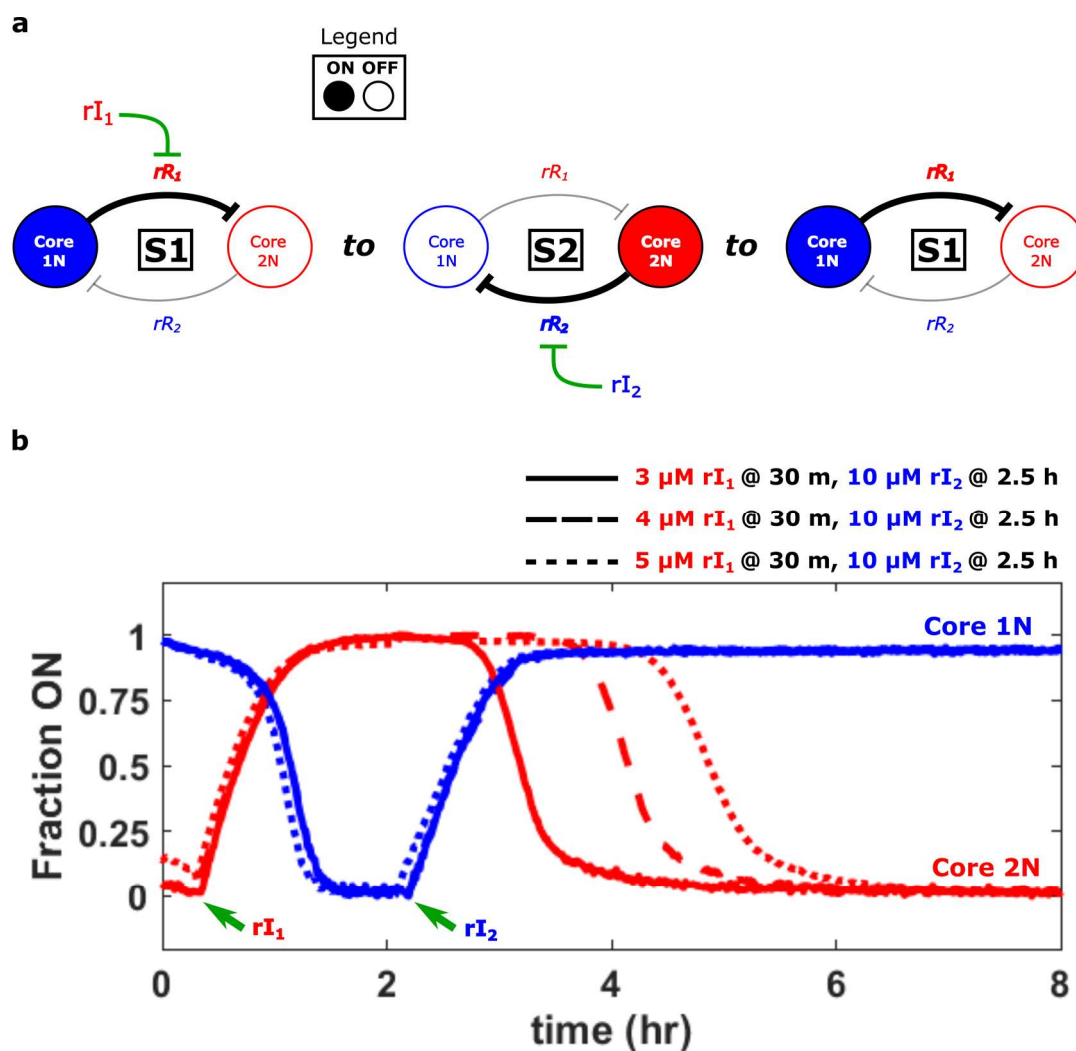 a
Legend
ON OFF
rI₁
rR₁
Core 1N
S1
Core 2N
rR₂
to
rR₁
Core 1N
S2
Core 2N
rR₂
rI₂
to
rR₁
Core 1N
S1
Core 2N
rR₂
b
3 µM rI₁ @ 30 m, 10 µM rI₂ @ 2.5 h
4 µM rI₁ @ 30 m, 10 µM rI₂ @ 2.5 h
5 µM rI₁ @ 30 m, 10 µM rI₂ @ 2.5 h
Fraction ON
1
0.75
0.5
0.25
0
Core 1N
Core 2N
rI₁
rI₂
0 2 4 6 8
time (hr)